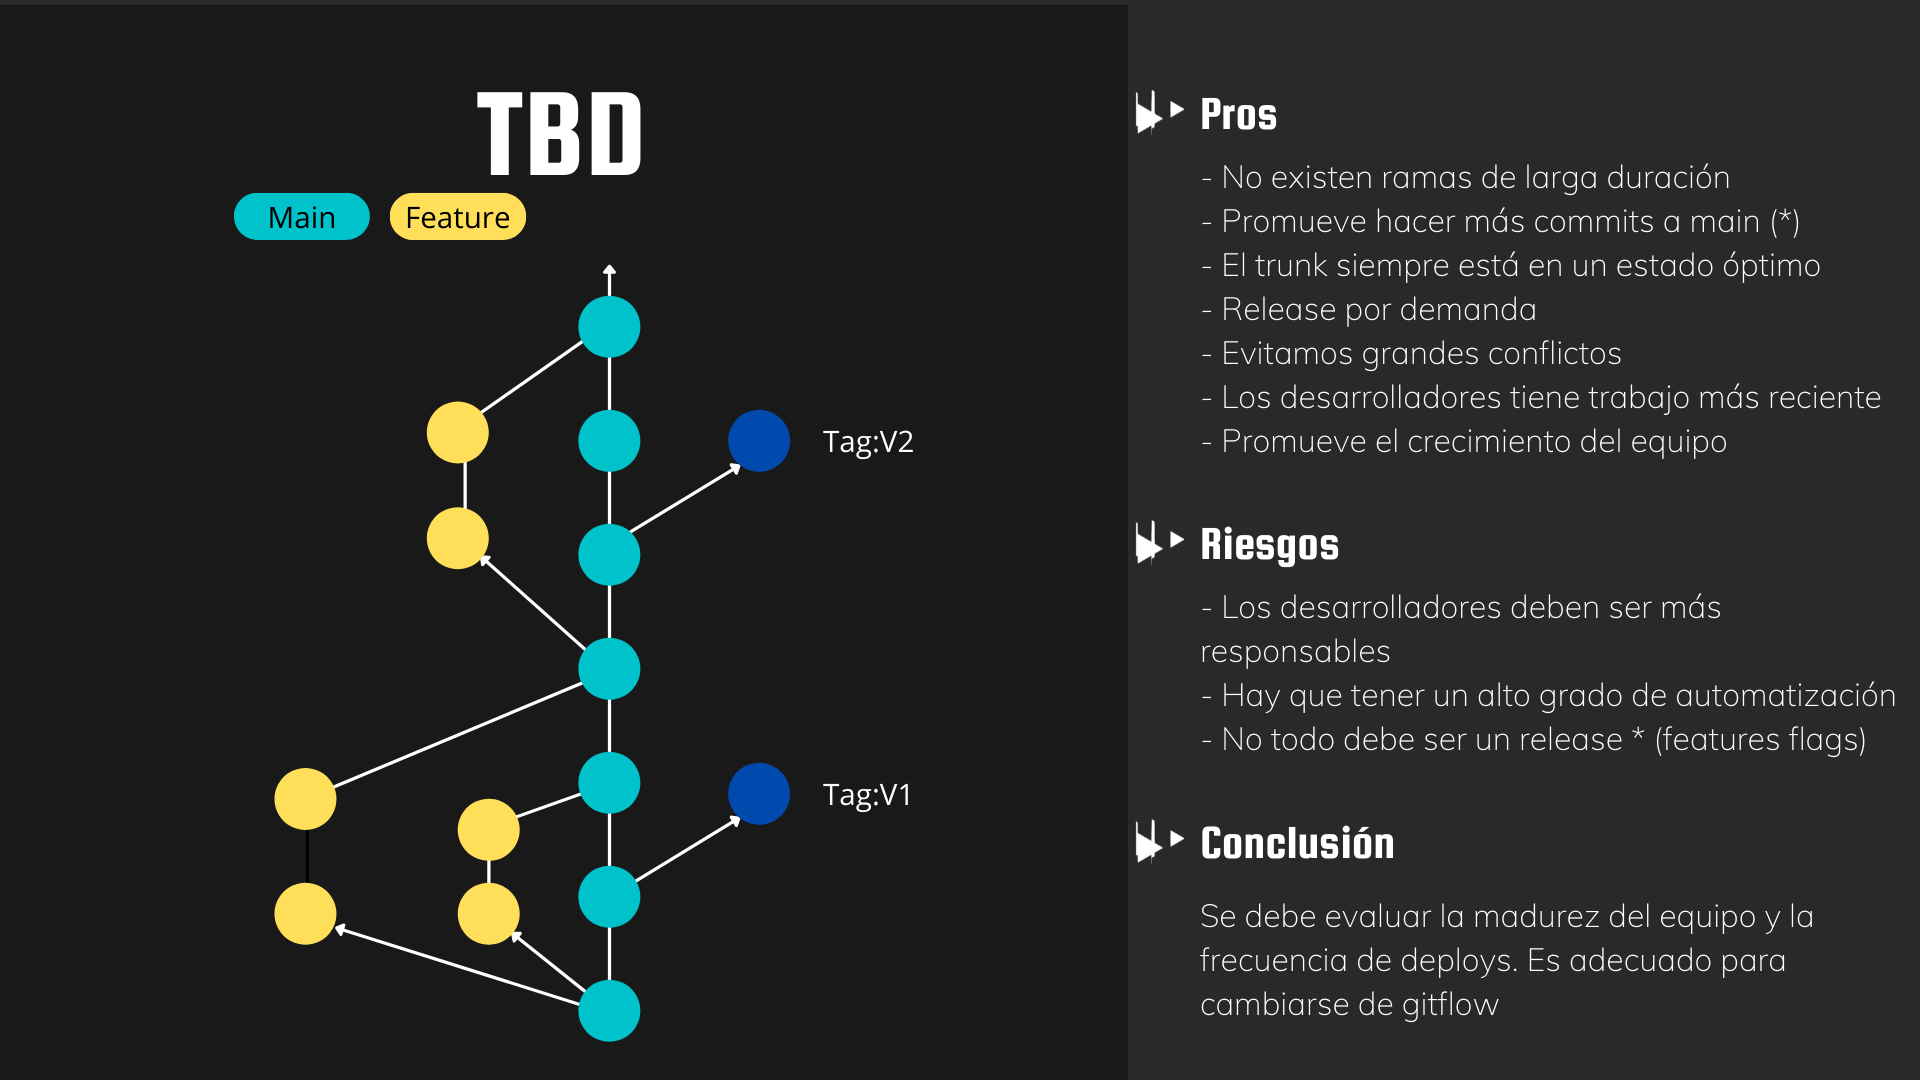 TBD
Main
Feature
Tag:V2
Tag:V1
Pros
- No existen ramas de larga duración
- Promueve hacer más commits a main (*)
- El trunk siempre está en un estado óptimo
- Release por demanda
- Evitamos grandes conflictos
- Los desarrolladores tiene trabajo más reciente
- Promueve el crecimiento del equipo
Riesgos
- Los desarrolladores deben ser más
responsables
- Hay que tener un alto grado de automatización
- No todo debe ser un release * (features flags)
Conclusión
Se debe evaluar la madurez del equipo y la
frecuencia de deploys. Es adecuado para
cambiarse de gitflow